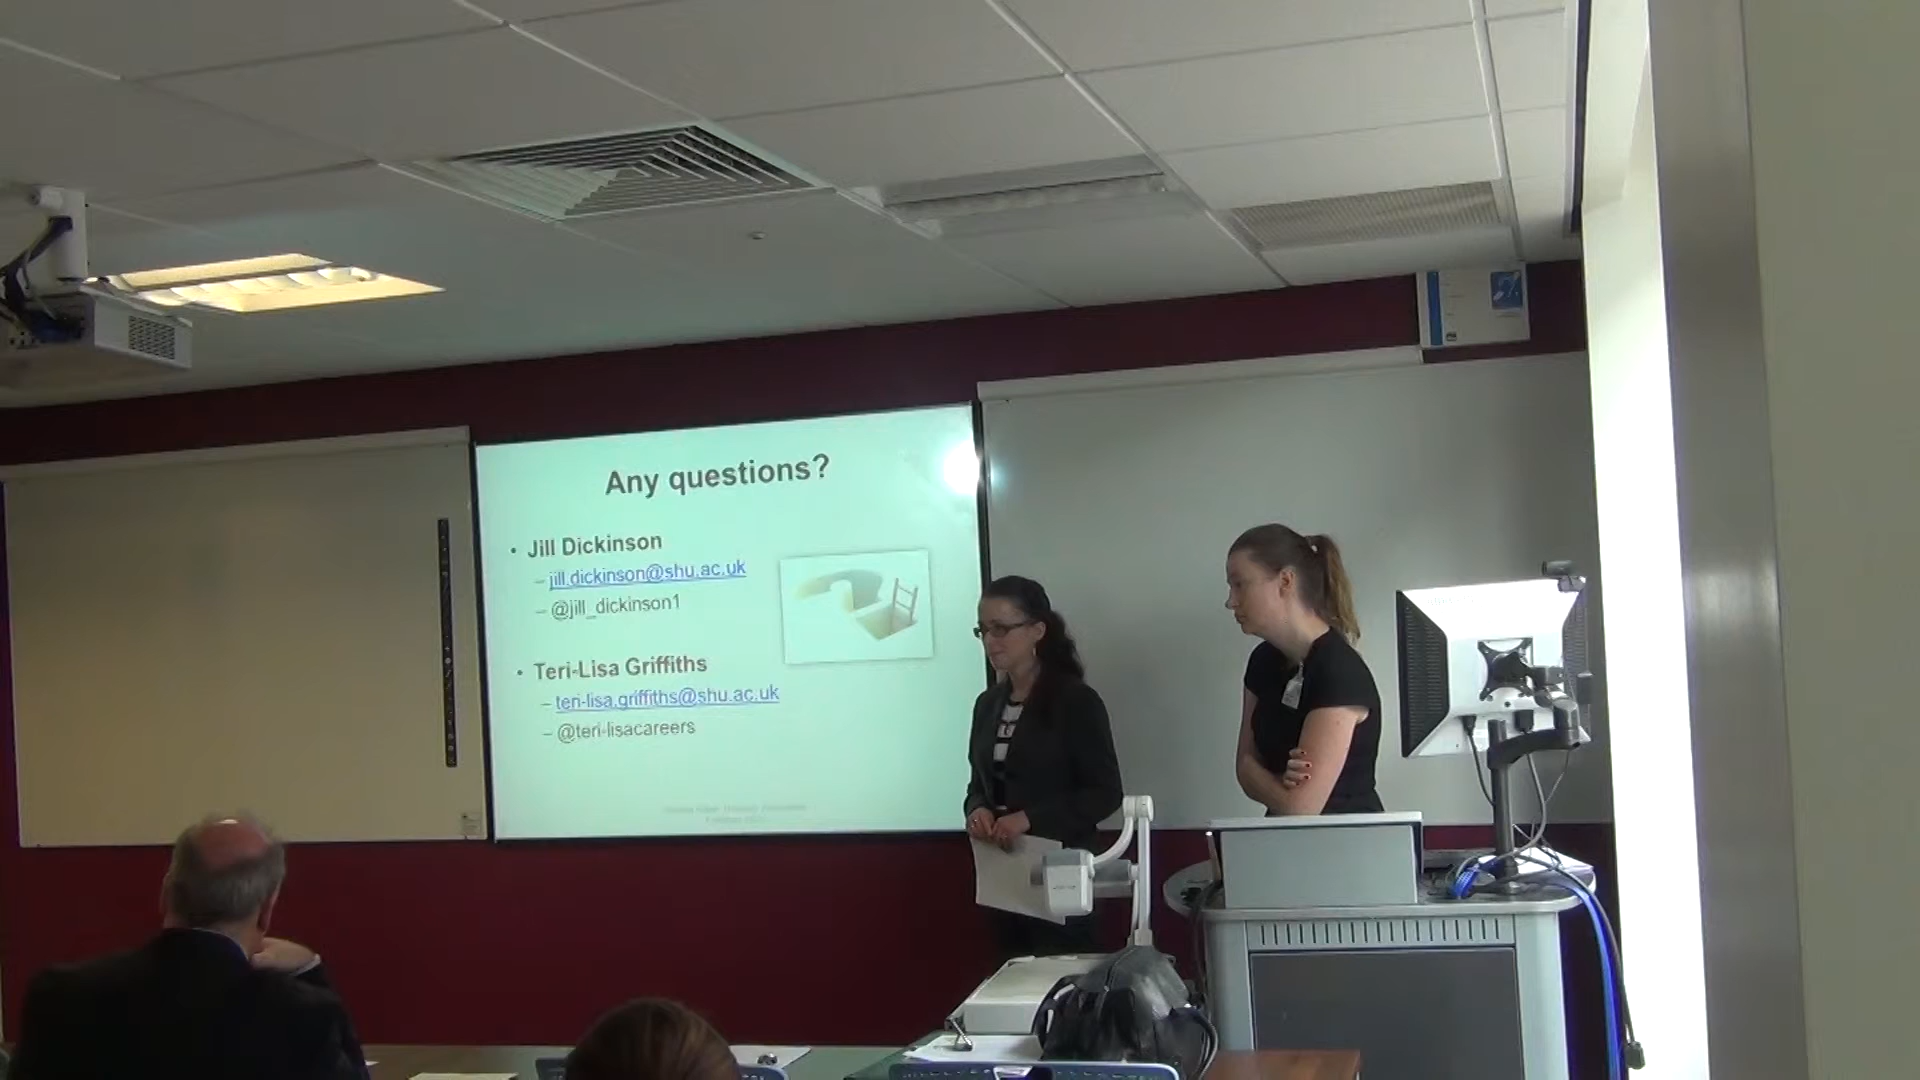 Any questions?
• Jill Dickinson
– jill.dickinson@shu.ac.uk
– @jill_dickinson1
• Teri-Lisa Griffiths
– teri-lisa.griffiths@shu.ac.uk
– @teri-lisacareers